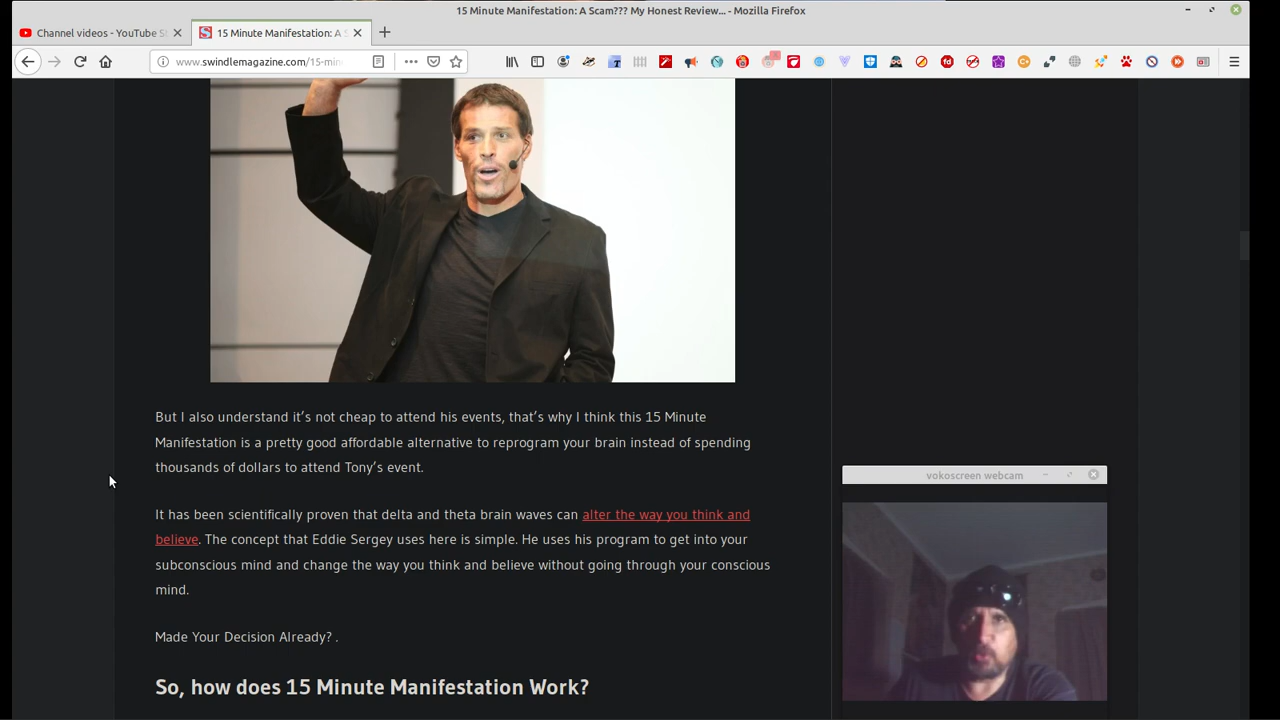 15 Minute Manifestation: A Scam??? My Honest Review... - Mozilla Firefox
Channel videos - YouTube S
15 Minute Manifestation: A S
www.swindlemagazine.com/15-min
But I also understand it's not cheap to attend his events, that's why I think this 15 Minute
Manifestation is a pretty good affordable alternative to reprogram your brain instead of spending
thousands of dollars to attend Tony's event.
It has been scientifically proven that delta and theta brain waves can alter the way you think and
believe. The concept that Eddie Sergey uses here is simple. He uses his program to get into your
subconscious mind and change the way you think and believe without going through your conscious
mind.
Made Your Decision Already? .
So, how does 15 Minute Manifestation Work?
vokoscreen webcam